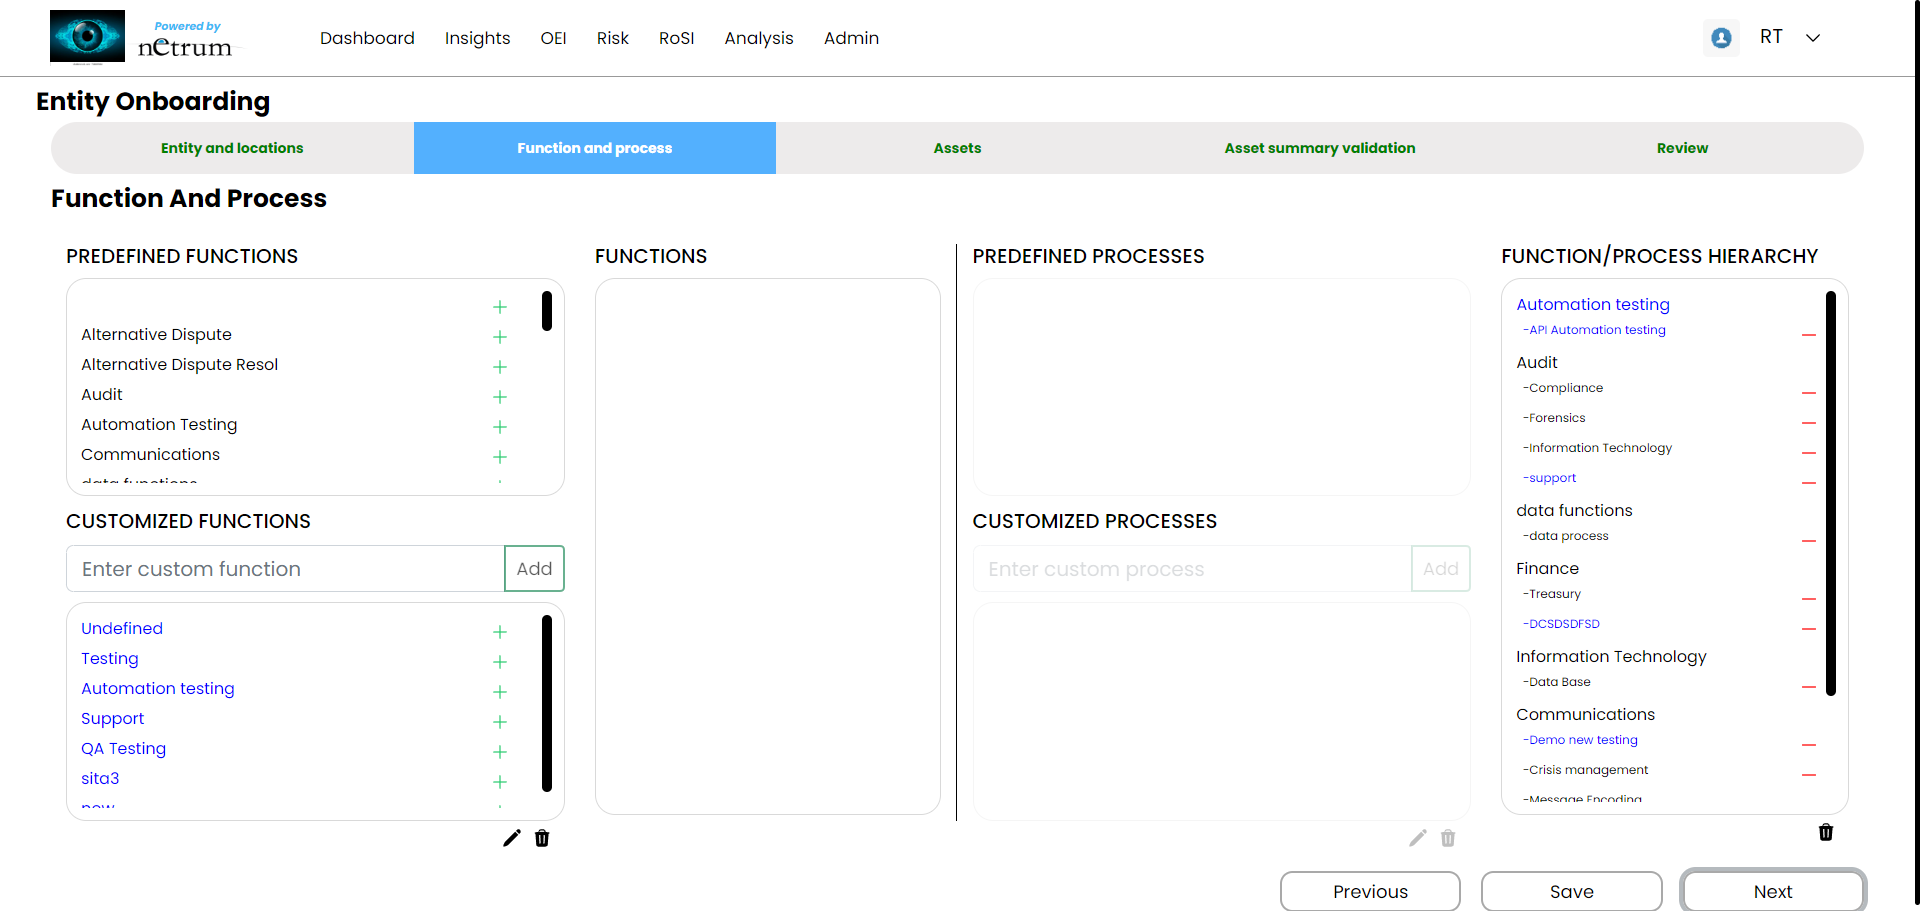 Powered by
netrum
Dashboard
Insights
OEI
Risk
RoSI
Analysis
Admin
RT
Entity Onboarding
Entity and locations
Function and process
Assets
Asset summary validation
Review
Function And Process
PREDEFINED FUNCTIONS
Alternative Dispute
Alternative Dispute Resol
Audit
Automation Testing
Communications
data functions
CUSTOMIZED FUNCTIONS
Enter custom function
Add
Undefined
Testing
Automation testing
Support
QA Testing
sita3
new
FUNCTIONS
PREDEFINED PROCESSES
CUSTOMIZED PROCESSES
Enter custom process
Add
FUNCTION/PROCESS HIERARCHY
Automation testing
-API Automation testing
Audit
-Compliance
-Forensics
-Information Technology
-support
data functions
-data process
Finance
-Treasury
-DCSDSDFSD
Information Technology
-Data Base
Communications
-Demo new testing
-Crisis management
-Message Encoding
Previous
Save
Next